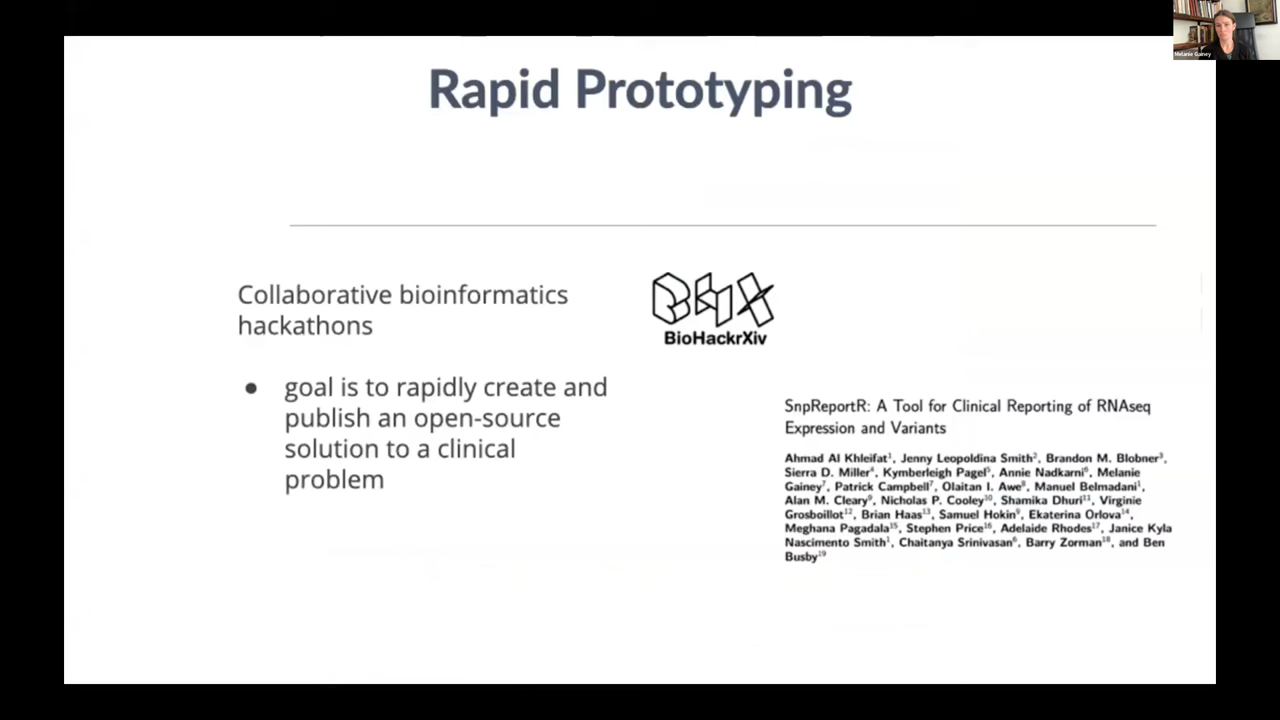 Rapid Prototyping
Collaborative bioinformatics
hackathons
● goal is to rapidly create and
publish an open-source
solution to a clinical
problem
BHX
BioHackrXiv
SnpReportR: A Tool for Clinical Reporting of RNAseq
Expression and Variants
Ahmad Al Khleifat¹, Jenny Leopoldina Smith², Brandon M. Blobner³,
Sierra D. Miller⁴, Kymberleigh Pagel⁵, Annie Nadkarni⁶, Melanie
Gainey⁷, Patrick Campbell⁷, Olaitan I. Awe⁸, Manuel Belmadani¹,
Alan M. Cleary⁹, Nicholas P. Cooley¹⁰, Shamika Dhuri¹¹, Virginie
Grosboillot¹², Brian Haas¹³, Samuel Hokin⁹, Ekaterina Orlova¹⁴,
Meghana Pagadala¹⁵, Stephen Price¹⁶, Adelaide Rhodes¹⁷, Janice Kyla
Nascimento Smith¹, Chaitanya Srinivasan⁶, Barry Zorman¹⁸, and Ben
Busby¹⁹
Melanie Gainey